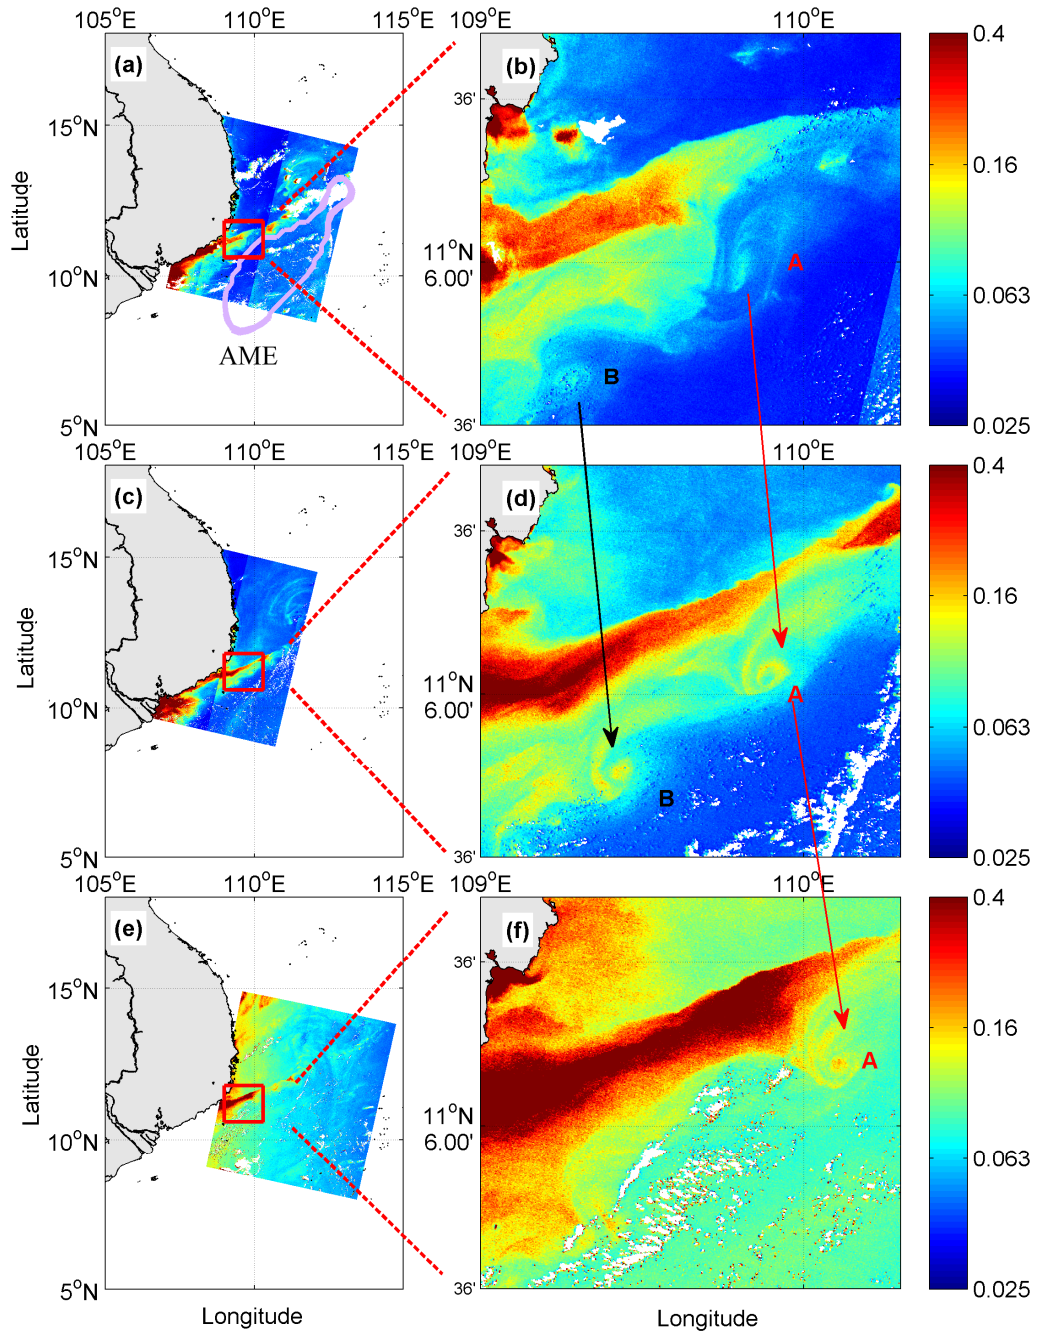 105°E 110°E 115°E 109°E 110°E
(a) (b) 0.4
36'
15°N
0.16
Latitude
11°N
6.00'
A
10°N
0.063
AME
B
5°N 36' 0.025
105°E 110°E 115°E 109°E 110°E
(c) (d) 0.4
36'
15°N
0.16
Latitude
11°N
6.00'
A
10°N
0.063
B
5°N 36' 0.025
105°E 110°E 115°E 109°E 110°E
(e) (f) 0.4
36'
15°N
0.16
Latitude
A
11°N
6.00'
10°N
0.063
5°N 36' 0.025
Longitude Longitude